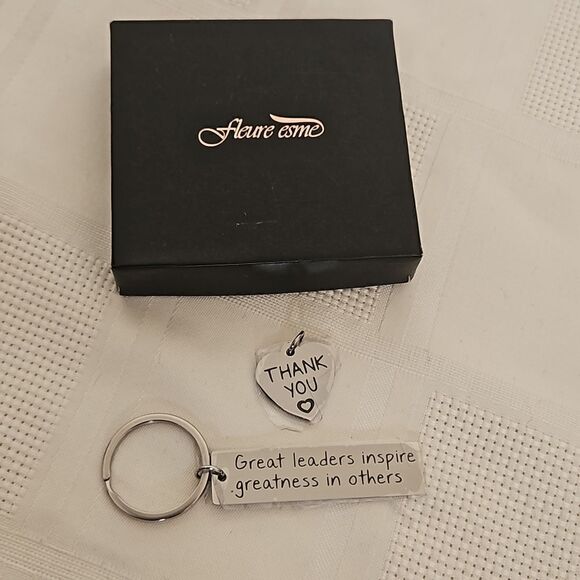 fleure esme
THANK
YOU
Great leaders inspire
greatness in others